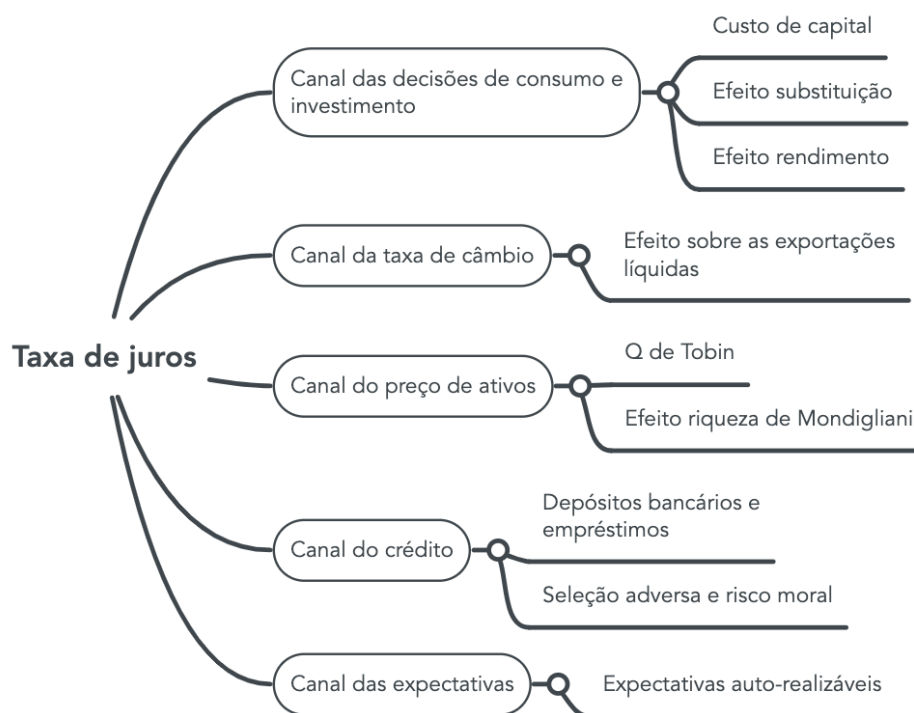 Custo de capital
Canal das decisões de consumo e
investimento
Efeito substituição
Efeito rendimento
Canal da taxa de câmbio
Efeito sobre as exportações
líquidas
Taxa de juros
Canal do preço de ativos
Q de Tobin
Efeito riqueza de Mondigliani
Canal do crédito
Depósitos bancários e
empréstimos
Seleção adversa e risco moral
Canal das expectativas
Expectativas auto-realizáveis